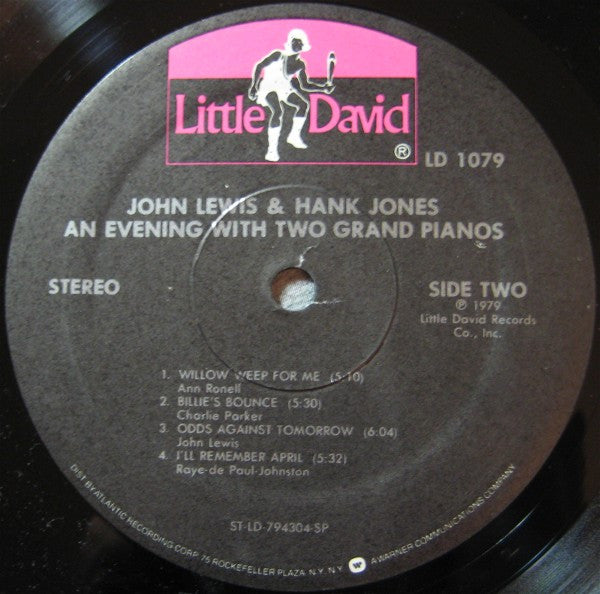 Little David ®
LD 1079
JOHN LEWIS & HANK JONES
AN EVENING WITH TWO GRAND PIANOS
STEREO
SIDE TWO
℗ 1979
Little David Records
Co., Inc.
1. WILLOW WEEP FOR ME (5:10)
Ann Ronell
2. BILLIE'S BOUNCE (5:30)
Charlie Parker
3. ODDS AGAINST TOMORROW (6:04)
John Lewis
4. I'LL REMEMBER APRIL (5:32)
Raye-de Paul-Johnston
ST-LD-794304-SP
DIST BY ATLANTIC RECORDING CORP. 75 ROCKEFELLER PLAZA. N.Y. N.Y. W A WARNER COMMUNICATIONS COMPANY